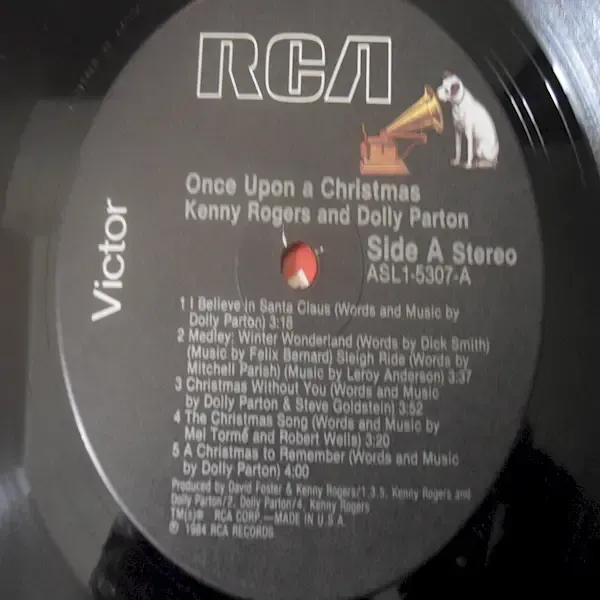 RCA
Once Upon a Christmas
Kenny Rogers and Dolly Parton
Victor
Side A Stereo
ASL1-5307-A
1 I Believe in Santa Claus (Words and Music by
Dolly Parton) 3:18
2 Medley: Winter Wonderland (Words by Dick Smith)
(Music by Felix Bernard) Sleigh Ride (Words by
Mitchell Parish) (Music by Leroy Anderson) 3:37
3 Christmas Without You (Words and Music
by Dolly Parton & Steve Goldstein) 3:52
4 The Christmas Song (Words and Music by
Mel Tormé and Robert Wells) 3:20
5 A Christmas to Remember (Words and Music
by Dolly Parton) 4:00
Produced by David Foster & Kenny Rogers/1,3,5, Kenny Rogers and
Dolly Parton/2, Dolly Parton/4, Kenny Rogers
TM(s)® RCA CORP.—MADE IN U.S.A.
℗ 1984 RCA RECORDS